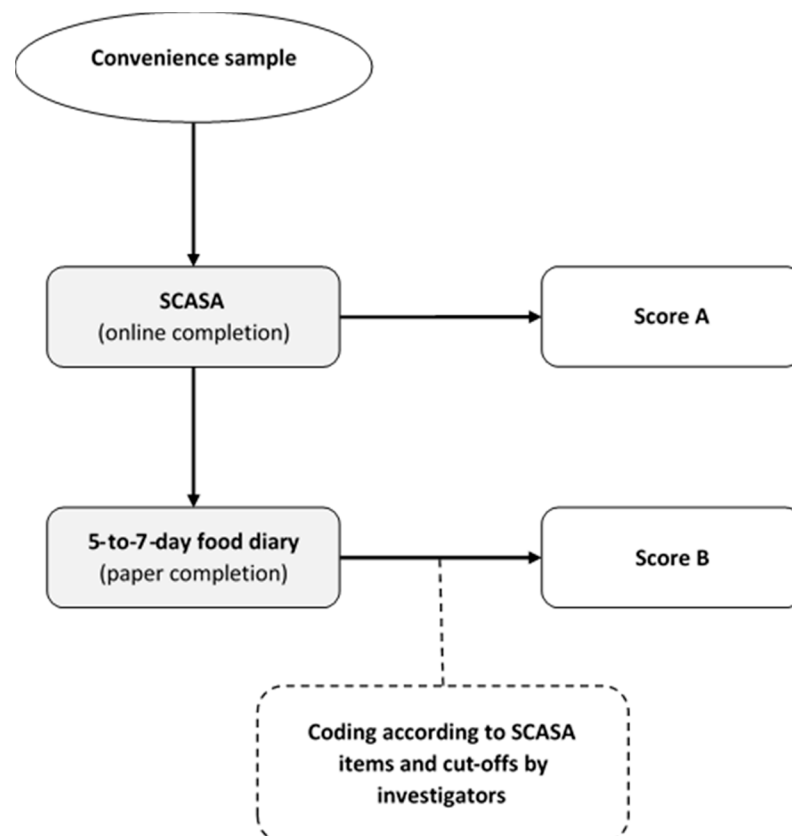 Convenience sample
SCASA
(online completion)
Score A
5-to-7-day food diary
(paper completion)
Score B
Coding according to SCASA
items and cut-offs by
investigators